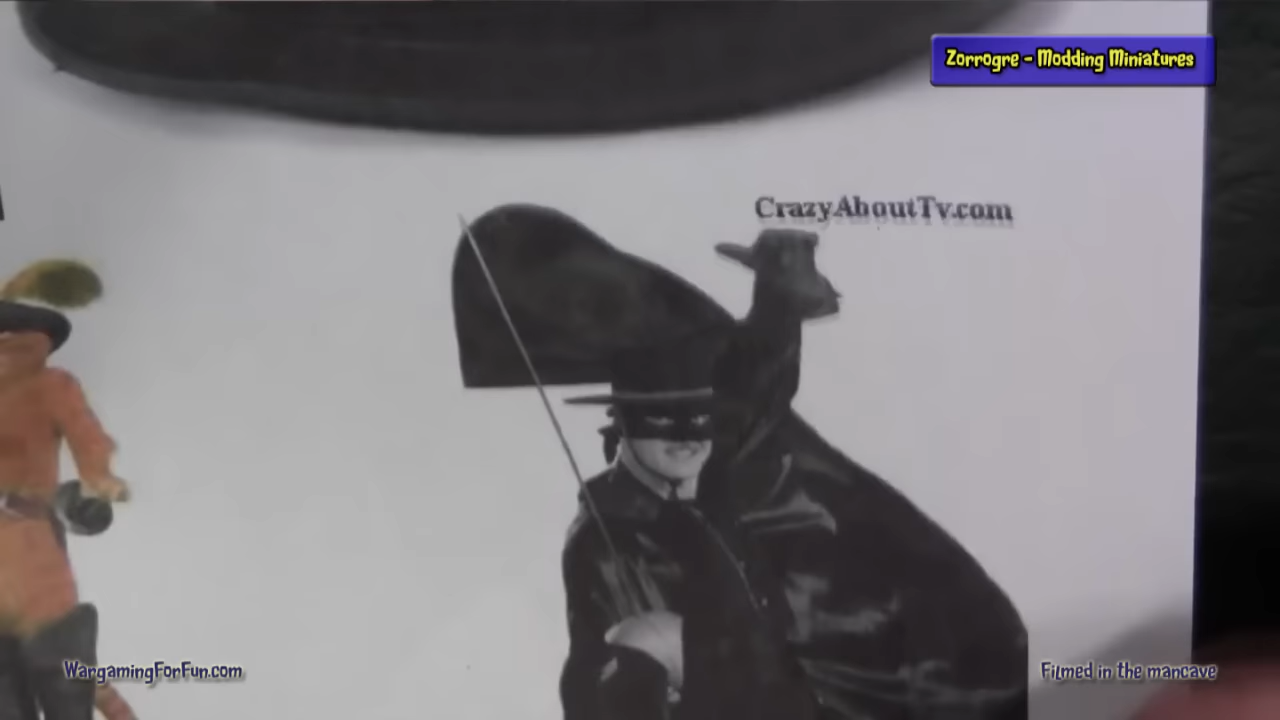 Zorrogre - Modding Miniatures
CrazyAboutTv.com
WargamingForFun.com
Filmed in the mancave